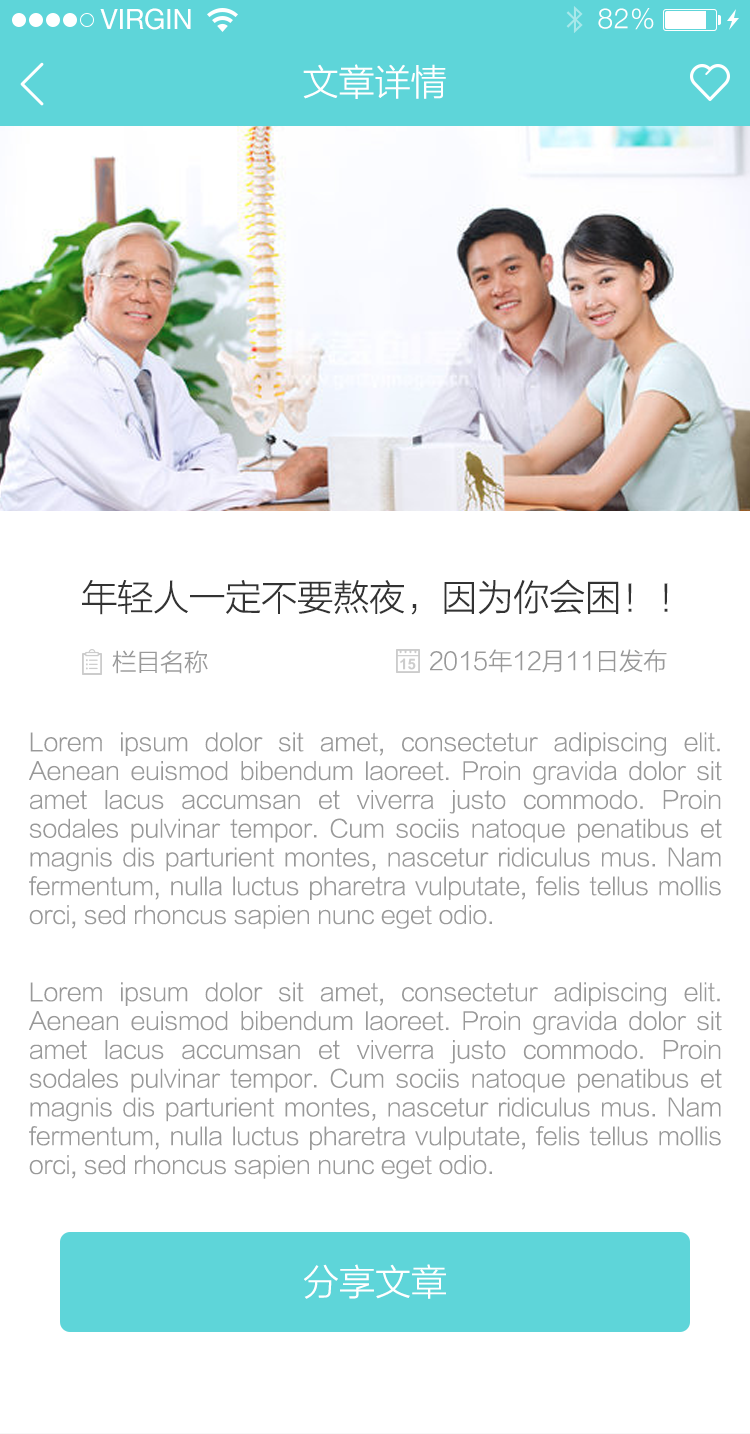 VIRGIN 82%
文章详情
年轻人一定不要熬夜，因为你会困！！
栏目名称 15 2015年12月11日发布
Lorem ipsum dolor sit amet, consectetur adipiscing elit.
Aenean euismod bibendum laoreet. Proin gravida dolor sit
amet lacus accumsan et viverra justo commodo. Proin
sodales pulvinar tempor. Cum sociis natoque penatibus et
magnis dis parturient montes, nascetur ridiculus mus. Nam
fermentum, nulla luctus pharetra vulputate, felis tellus mollis
orci, sed rhoncus sapien nunc eget odio.
Lorem ipsum dolor sit amet, consectetur adipiscing elit.
Aenean euismod bibendum laoreet. Proin gravida dolor sit
amet lacus accumsan et viverra justo commodo. Proin
sodales pulvinar tempor. Cum sociis natoque penatibus et
magnis dis parturient montes, nascetur ridiculus mus. Nam
fermentum, nulla luctus pharetra vulputate, felis tellus mollis
orci, sed rhoncus sapien nunc eget odio.
分享文章